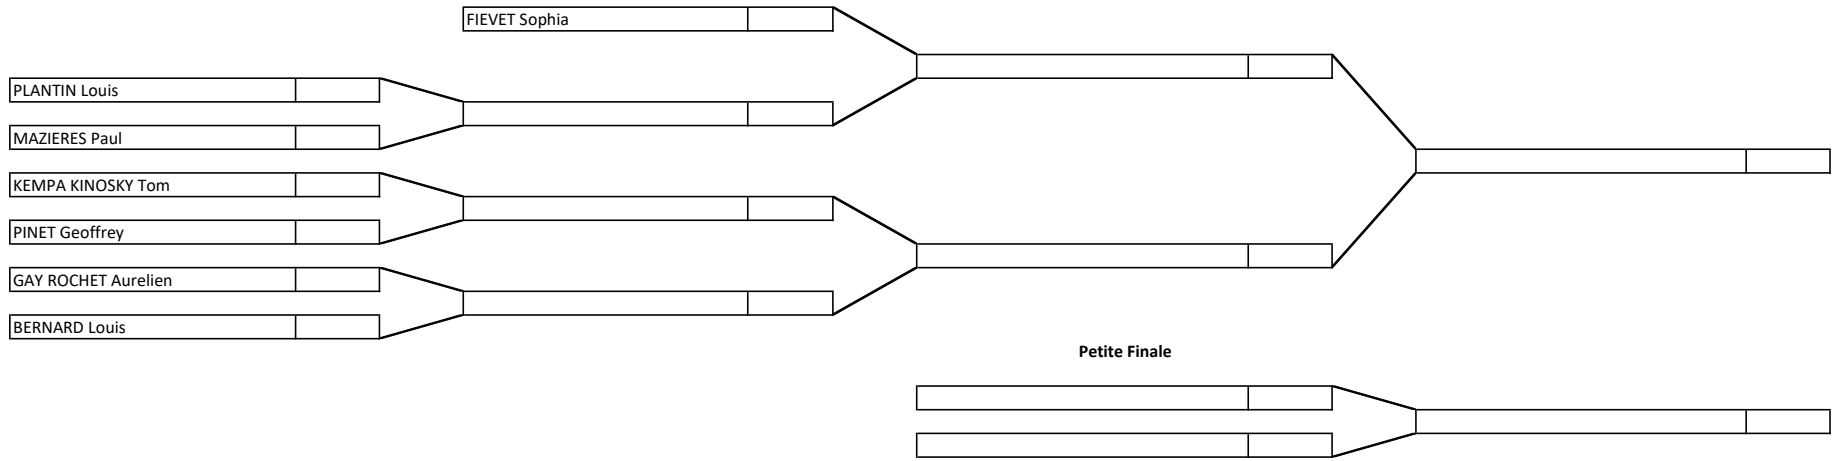 FIEVET Sophia
PLANTIN Louis
MAZIERES Paul
KEMPA KINOSKY Tom
PINET Geoffrey
GAY ROCHET Aurelien
BERNARD Louis
Petite Finale